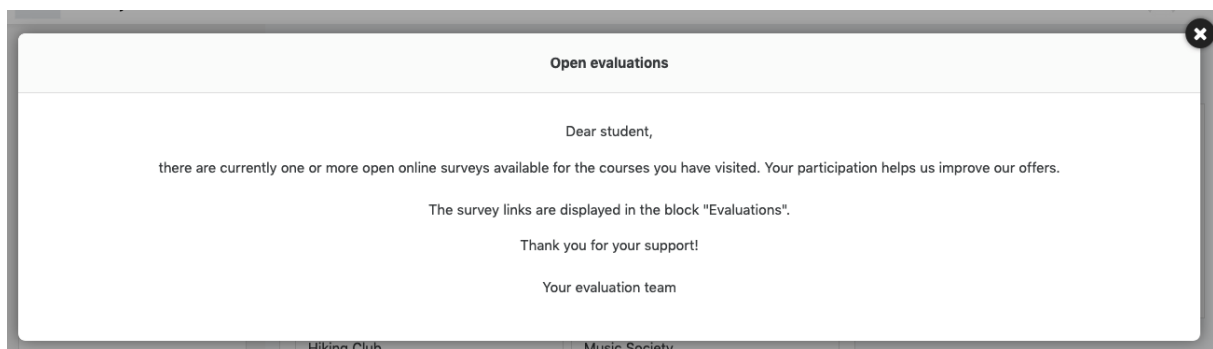 Open evaluations
Dear student,
there are currently one or more open online surveys available for the courses you have visited. Your participation helps us improve our offers.
The survey links are displayed in the block "Evaluations".
Thank you for your support!
Your evaluation team
Hiking Club
Music Society